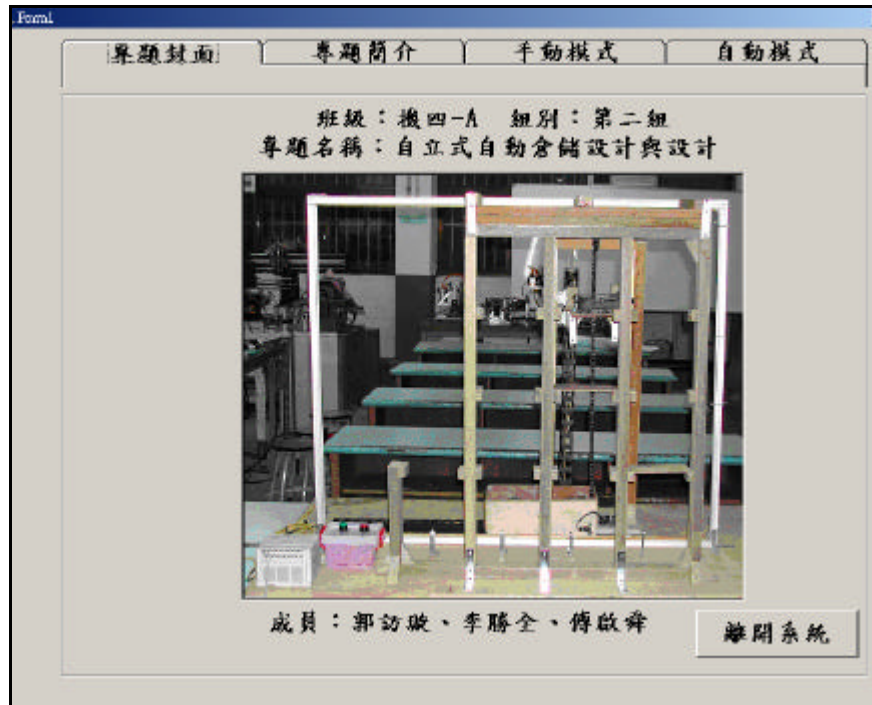 Form1
專題封面 專題簡介 手動模式 自動模式
班級：機四-A 組別：第二組
專題名稱：自立式自動倉儲設計與設計
成員：郭訪駿、李勝全、傅啟舜
離開系統